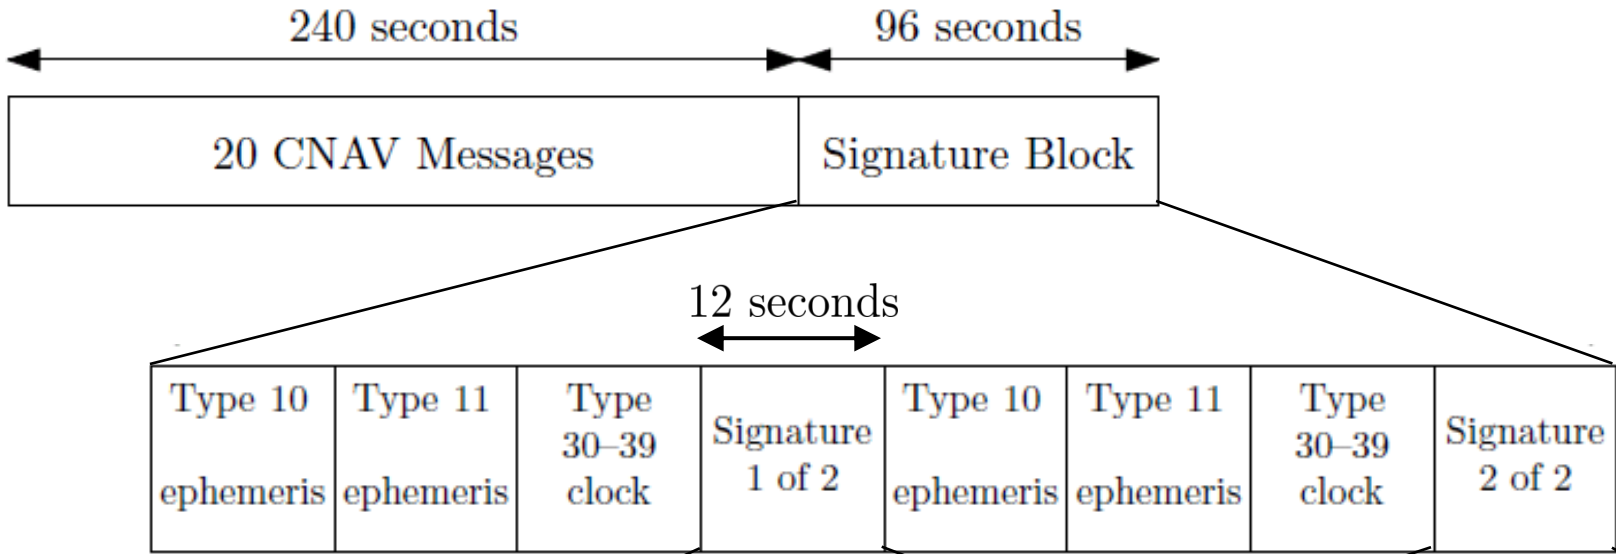 240 seconds
96 seconds
20 CNAV Messages
Signature Block
12 seconds
Type 10
ephemeris
Type 11
ephemeris
Type
30–39
clock
Signature
1 of 2
Type 10
ephemeris
Type 11
ephemeris
Type
30–39
clock
Signature
2 of 2